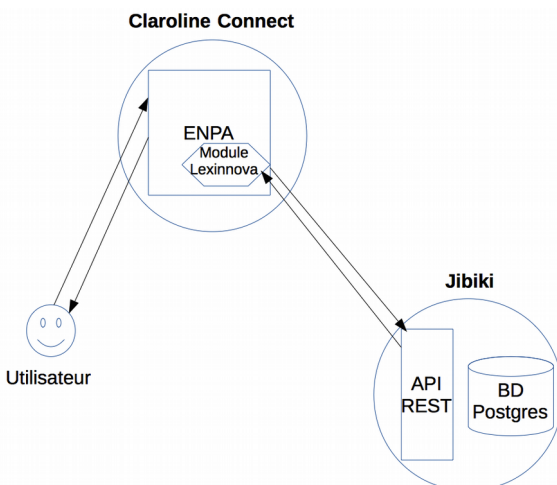 Claroline Connect
ENPA
Module
Lexinnova
Jibiki
Utilisateur
API
REST
BD
Postgres